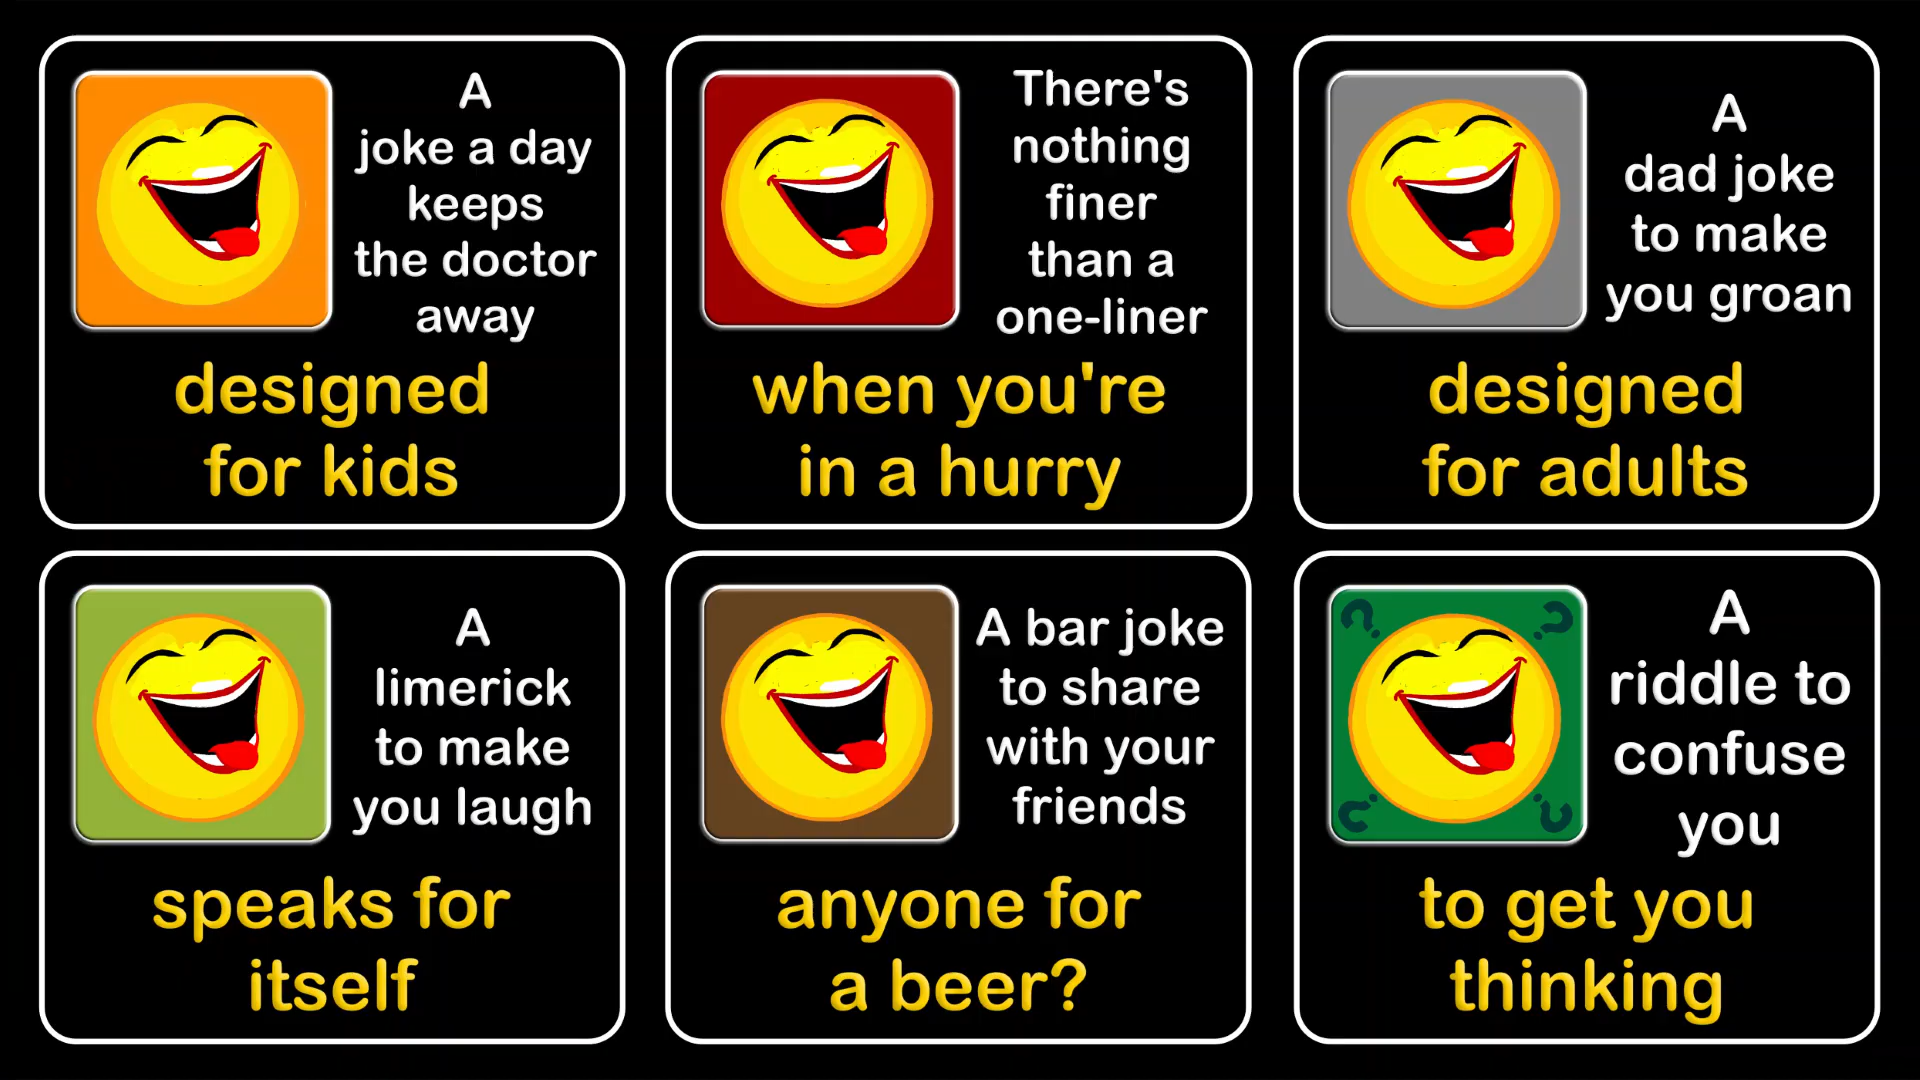 A
joke a day
keeps
the doctor
away
designed
for kids
There's
nothing
finer
than a
one-liner
when you're
in a hurry
A
dad joke
to make
you groan
designed
for adults
A
limerick
to make
you laugh
speaks for
itself
A bar joke
to share
with your
friends
anyone for
a beer?
? ?
? ?
A
riddle to
confuse
you
to get you
thinking